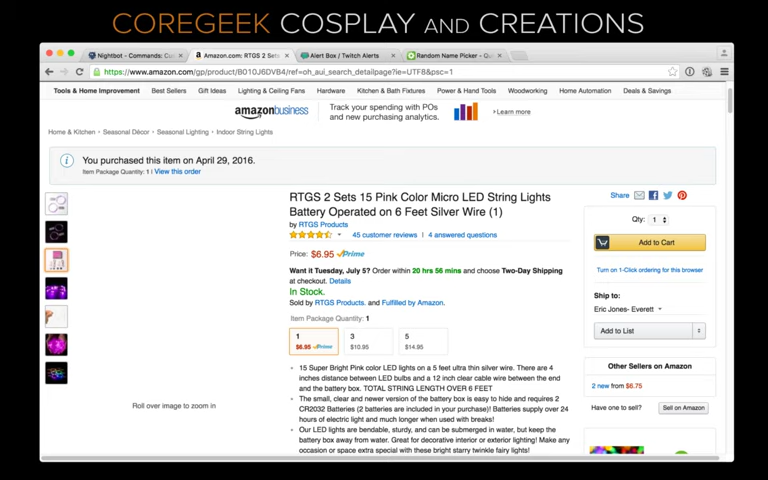 COREGEEK COSPLAY AND CREATIONS
Nightbot - Commands: Cu
Amazon.com: RTGS 2 Sets
Alert Box / Twitch Alerts
Random Name Picker - Qu
https://www.amazon.com/gp/product/B010J6DVB4/ref=oh_aui_search_detailpage?ie=UTF8&psc=1
Tools & Home Improvement Best Sellers Gift Ideas Lighting & Ceiling Fans Hardware Kitchen & Bath Fixtures Power & Hand Tools Woodworking Home Automation Deals & Savings
amazonbusiness
Track your spending with POs
and new purchasing analytics.
Learn more
Home & Kitchen › Seasonal Décor › Seasonal Lighting › Indoor String Lights
You purchased this item on April 29, 2016.
Item Package Quantity: 1 | View this order
RTGS 2 Sets 15 Pink Color Micro LED String Lights
Battery Operated on 6 Feet Silver Wire (1)
by RTGS Products
45 customer reviews | 4 answered questions
Price: $6.95 Prime
Want it Tuesday, July 5? Order within 20 hrs 56 mins and choose Two-Day Shipping
at checkout. Details
In Stock.
Sold by RTGS Products. and Fulfilled by Amazon.
Item Package Quantity: 1
1 3 5
$6.95 Prime $10.95 $14.95
• 15 Super Bright Pink color LED lights on a 5 feet ultra thin silver wire. There are 4
inches distance between LED bulbs and a 12 inch clear cable wire between the end
and the battery box. TOTAL STRING LENGTH OVER 6 FEET
• The small, clear and newer version of the battery box is easy to hide and requires 2
CR2032 Batteries (2 batteries are included in your purchase)! Batteries supply over 24
hours of electric light and much longer when used with breaks!
• Our LED lights are bendable, sturdy, and can be submerged in water, but keep the
battery box away from water. Great for decorative interior or exterior lighting! Make any
occasion or space extra special with these bright starry twinkle fairy lights!
Roll over image to zoom in
Share
Qty: 1
Add to Cart
Turn on 1-Click ordering for this browser
Ship to:
Eric Jones- Everett
Add to List
Other Sellers on Amazon
2 new from $6.75
Have one to sell? Sell on Amazon